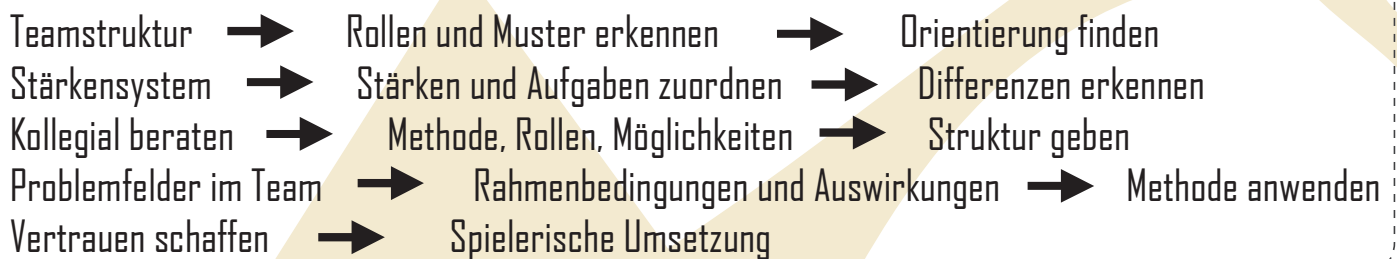 Teamstruktur → Rollen und Muster erkennen → Orientierung finden
Stärkensystem → Stärken und Aufgaben zuordnen → Differenzen erkennen
Kollegial beraten → Methode, Rollen, Möglichkeiten → Struktur geben
Problemfelder im Team → Rahmenbedingungen und Auswirkungen → Methode anwenden
Vertrauen schaffen → Spielerische Umsetzung